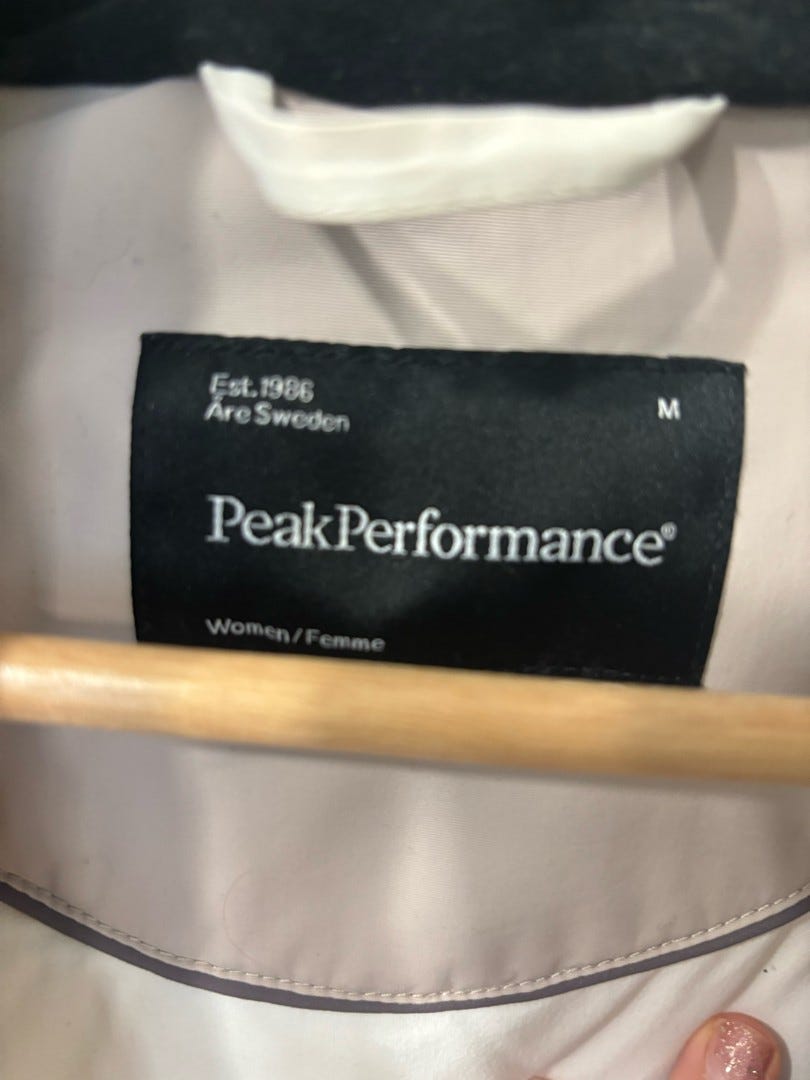 Est.1986
Åre Sweden
M
PeakPerformance®
Women/Femme